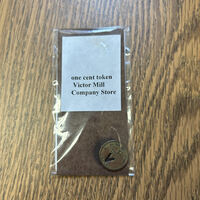 one cent token
Victor Mill
Company Store